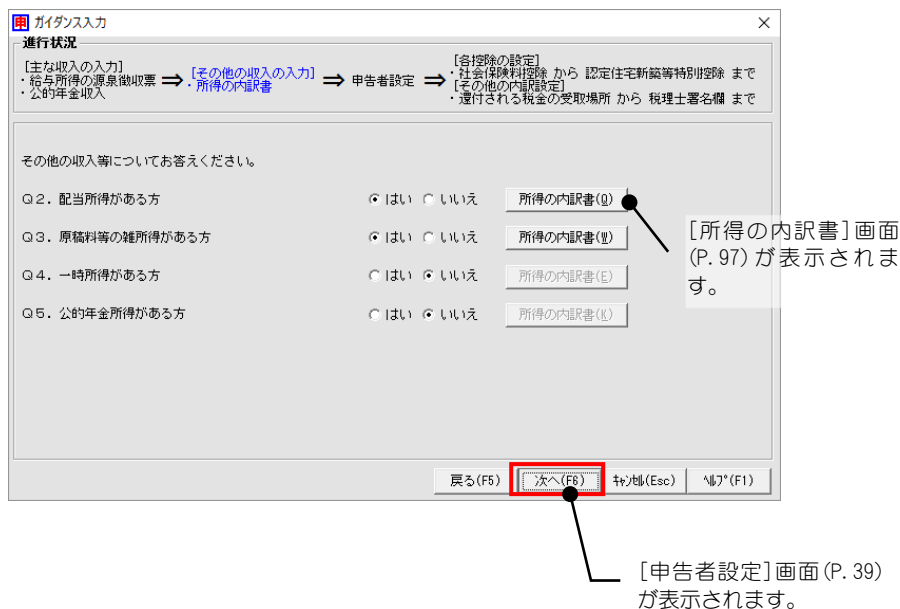 申 ガイダンス入力
進行状況
[主な収入の入力]
・給与所得の源泉徴収票
・公的年金収入
⇒
[その他の収入の入力]
・所得の内訳書
⇒ 申告者設定 ⇒
[各控除の設定]
・社会保険料控除 から 認定住宅新築等特別控除 まで
[その他の内訳設定]
・還付される税金の受取場所 から 税理士署名欄 まで
その他の収入等についてお答えください。
Q2．配当所得がある方 はい いいえ 所得の内訳書(Q)
Q3．原稿料等の雑所得がある方 はい いいえ 所得の内訳書(W)
Q4．一時所得がある方 はい いいえ 所得の内訳書(E)
Q5．公的年金所得がある方 はい いいえ 所得の内訳書(K)
[所得の内訳書]画面
(P.97)が表示されま
す。
戻る(F5) 次へ(F6) ｷｬﾝｾﾙ(Esc) ﾍﾙﾌﾟ(F1)
[申告者設定]画面(P.39)
が表示されます。